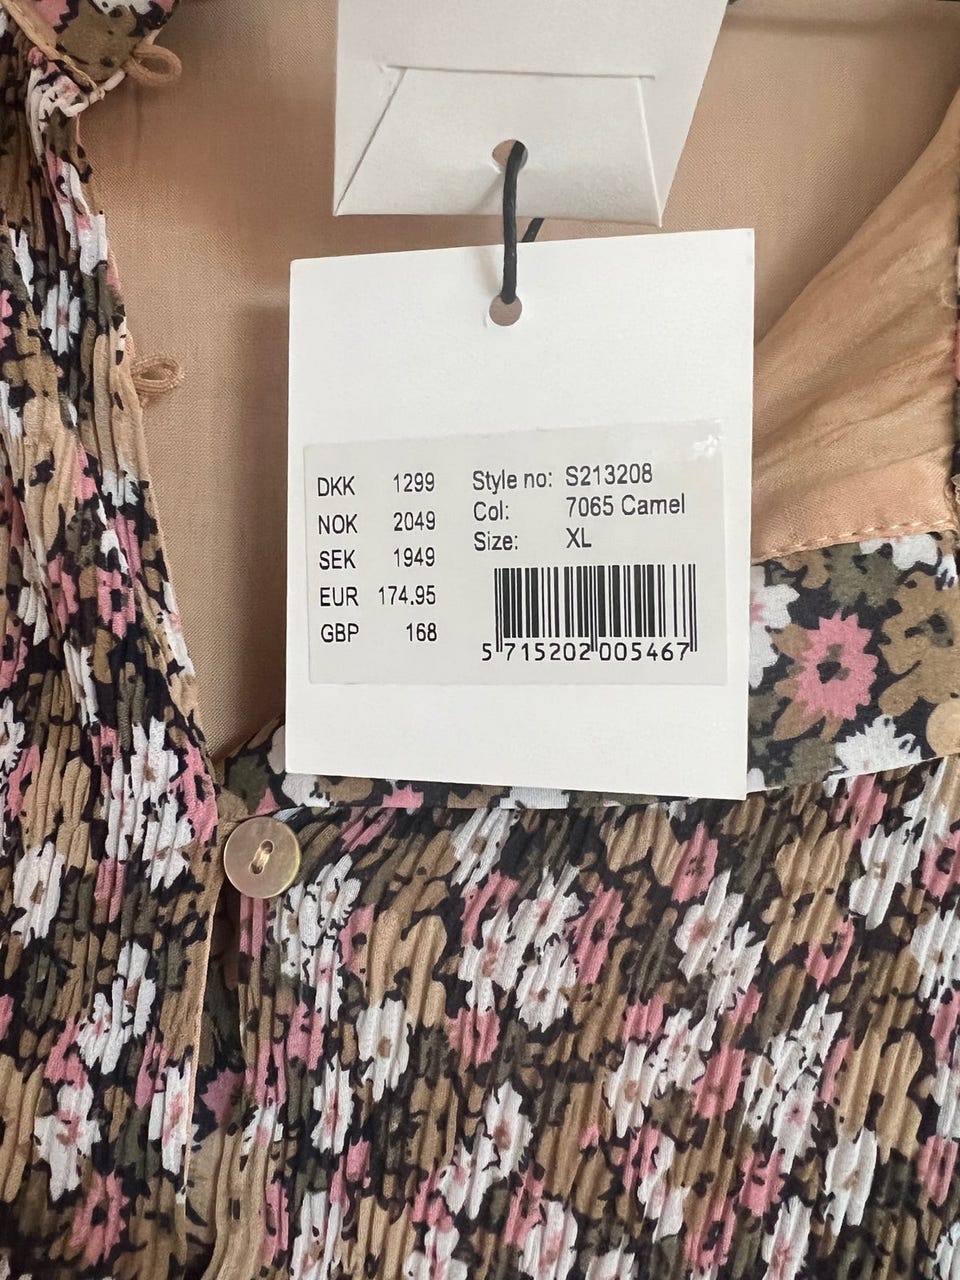 DKK 1299
NOK 2049
SEK 1949
EUR 174.95
GBP 168
Style no: S213208
Col: 7065 Camel
Size: XL
5 715202 005467